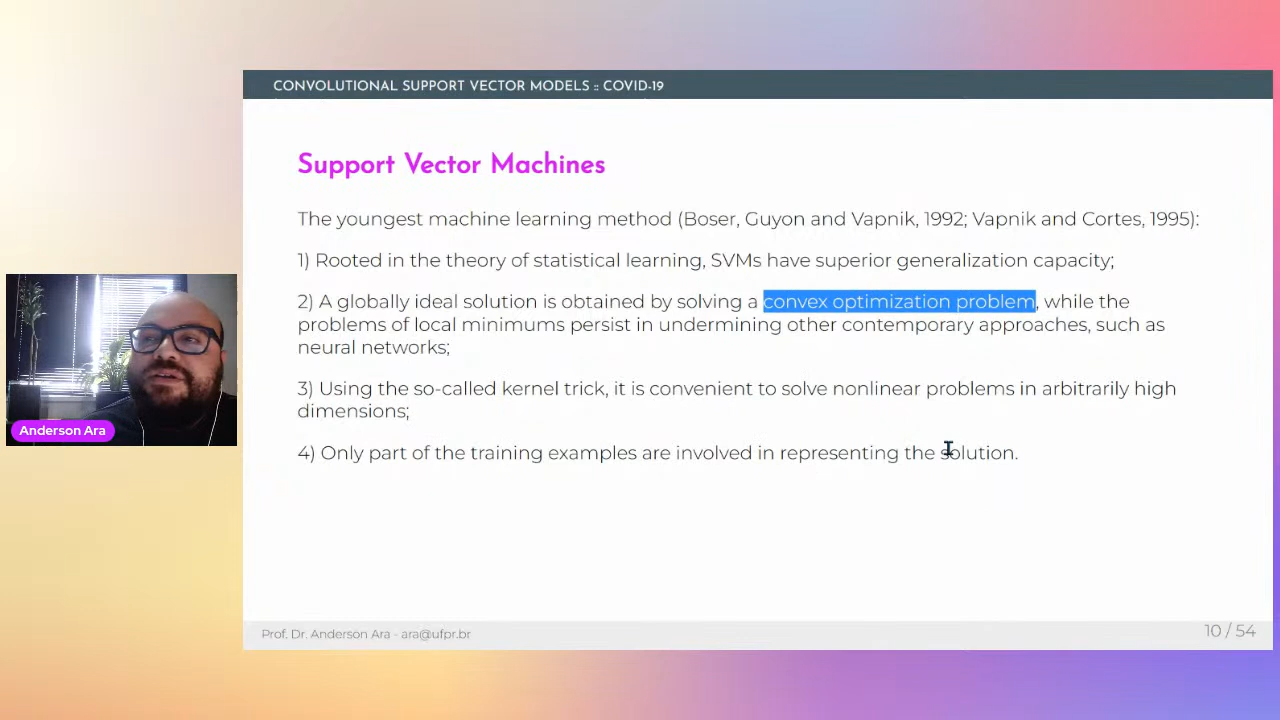 CONVOLUTIONAL SUPPORT VECTOR MODELS :: COVID-19
Support Vector Machines
The youngest machine learning method (Boser, Guyon and Vapnik, 1992; Vapnik and Cortes, 1995):
1) Rooted in the theory of statistical learning, SVMs have superior generalization capacity;
2) A globally ideal solution is obtained by solving a convex optimization problem, while the
problems of local minimums persist in undermining other contemporary approaches, such as
neural networks;
3) Using the so-called kernel trick, it is convenient to solve nonlinear problems in arbitrarily high
dimensions;
4) Only part of the training examples are involved in representing the solution.
Anderson Ara
Prof. Dr. Anderson Ara - ara@ufpr.br
10 / 54